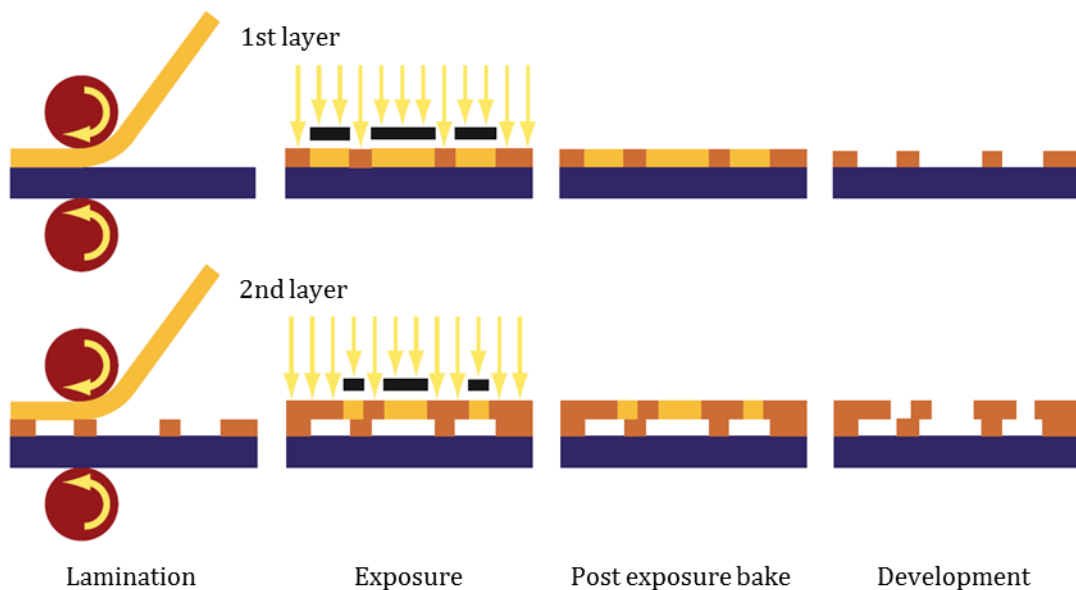 1st layer
2nd layer
Lamination
Exposure
Post exposure bake
Development